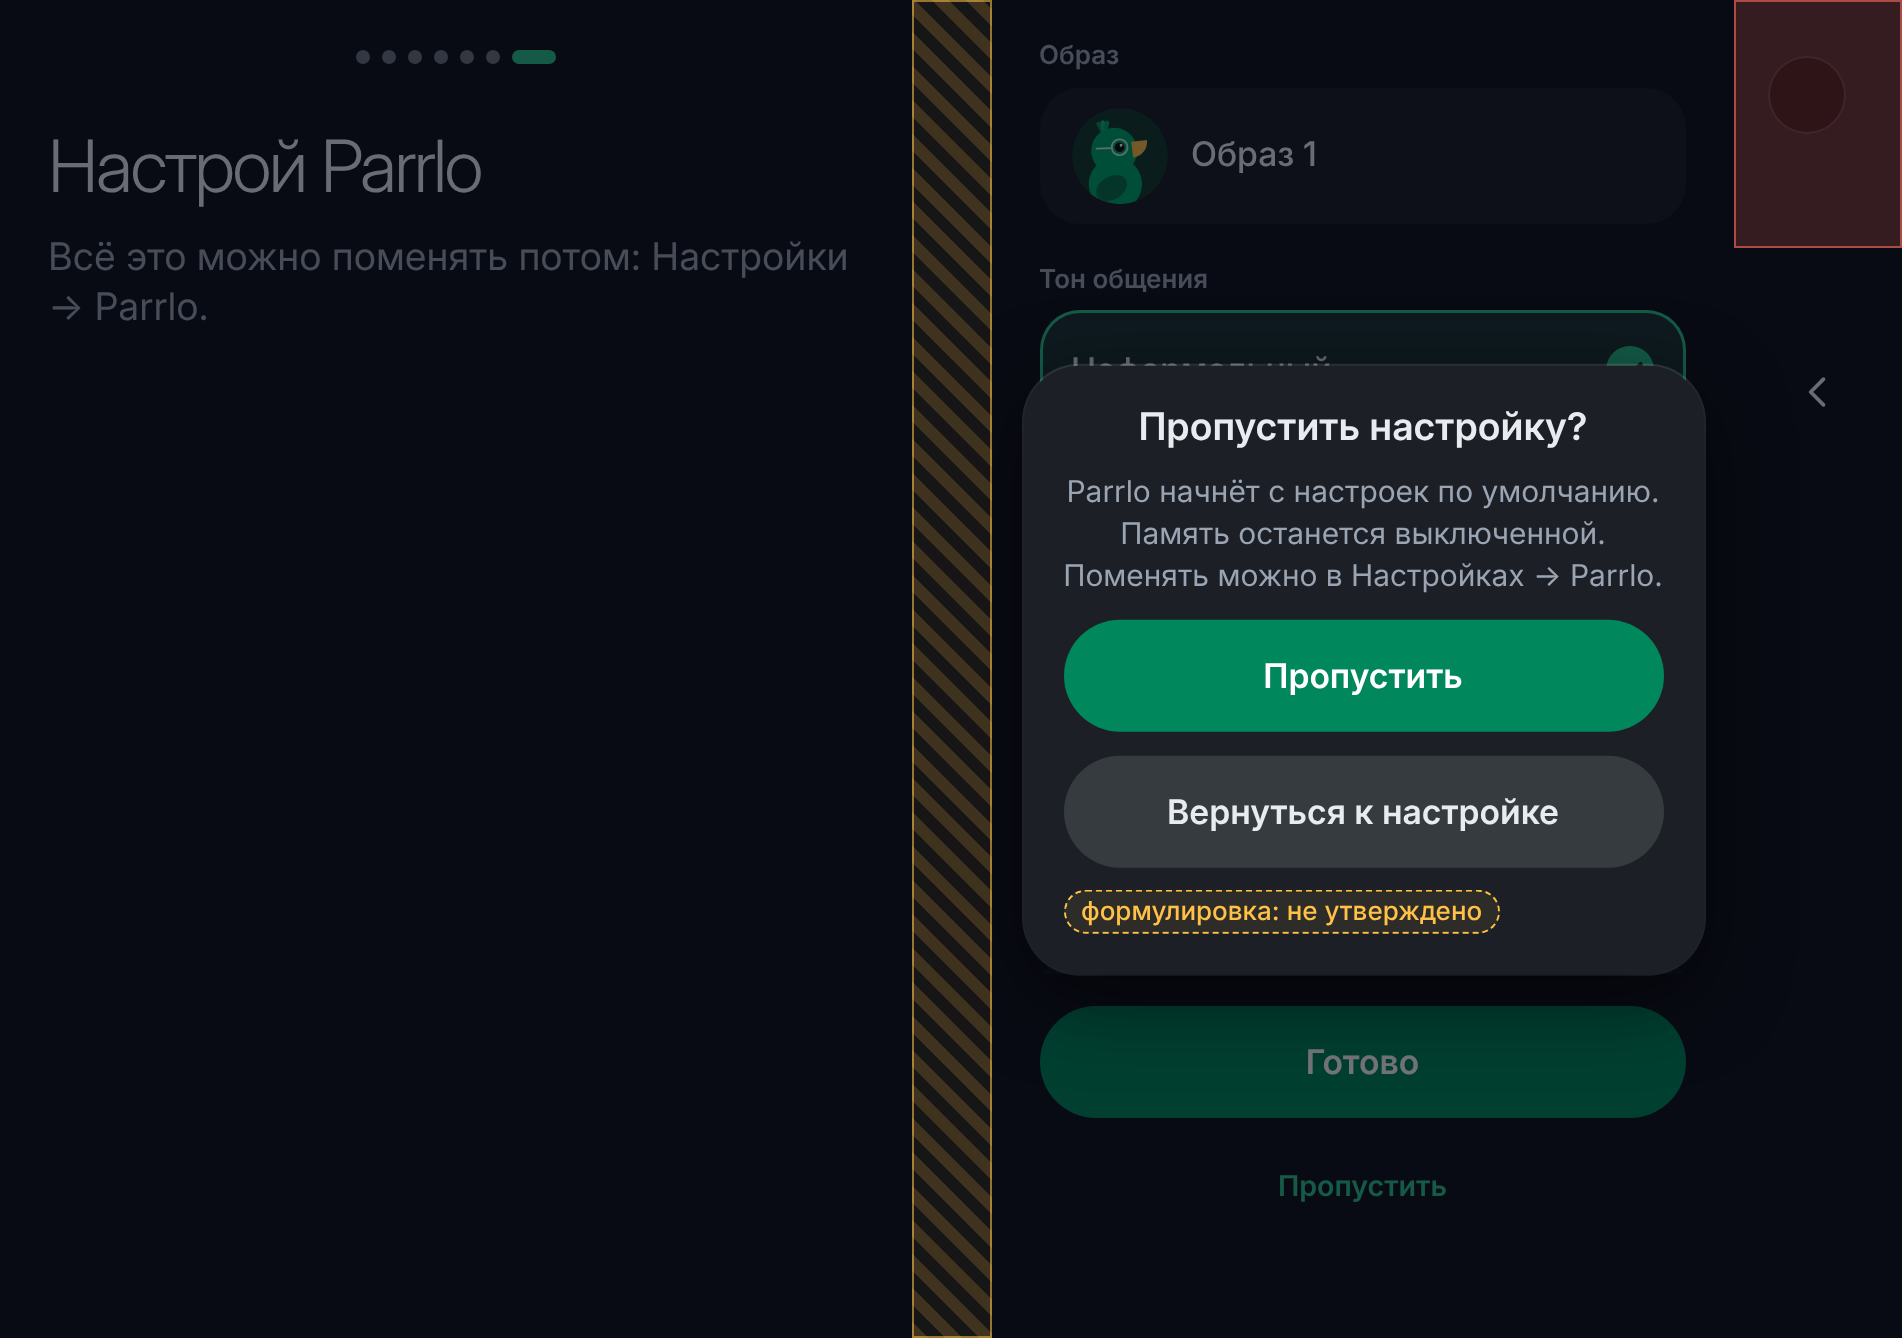 Настрой Parrlo
Всё это можно поменять потом: Настройки
→ Parrlo.
Образ
Образ 1
Тон общения
Неформальный
Пропустить настройку?
Parrlo начнёт с настроек по умолчанию.
Память останется выключенной.
Поменять можно в Настройках → Parrlo.
Пропустить
Вернуться к настройке
формулировка: не утверждено
Готово
Пропустить